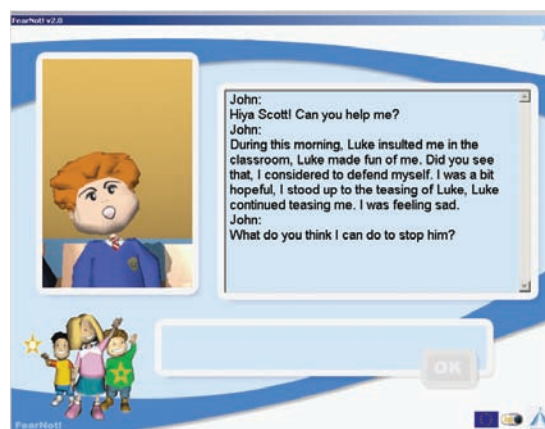 FearNot! v2.0
John:
Hiya Scott! Can you help me?
John:
During this morning, Luke insulted me in the
classroom, Luke made fun of me. Did you see
that, I considered to defend myself. I was a bit
hopeful, I stood up to the teasing of Luke, Luke
continued teasing me. I was feeling sad.
John:
What do you think I can do to stop him?
OK
FearNot!